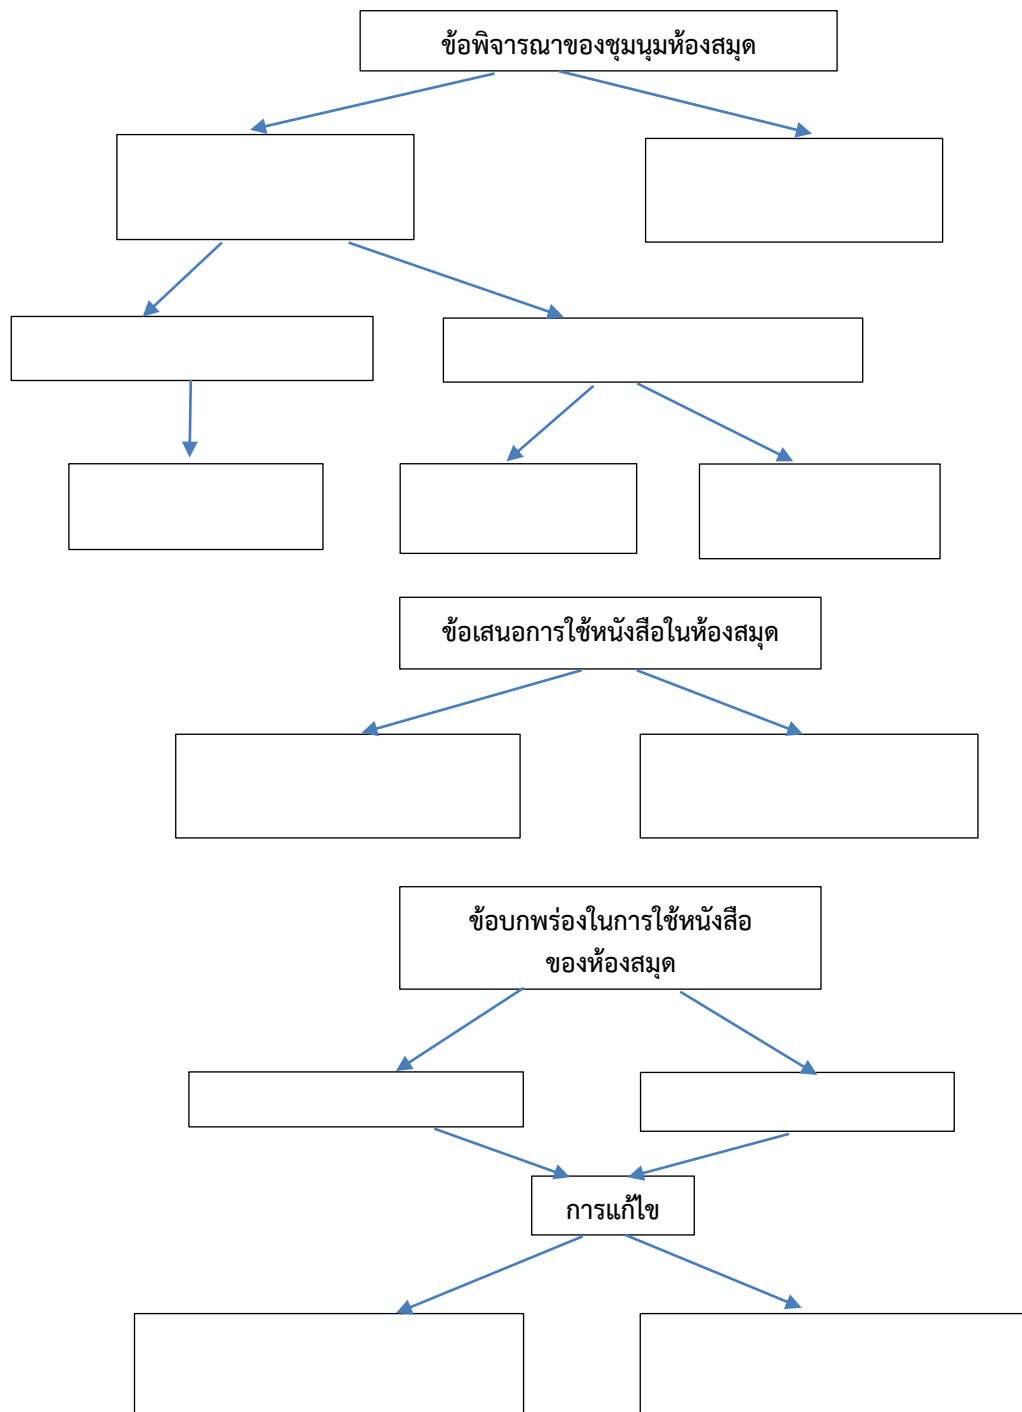 ข้อพิจารณาของชุมนุมห้องสมุด
ข้อเสนอการใช้หนังสือในห้องสมุด
ข้อบกพร่องในการใช้หนังสือ
ของห้องสมุด
การแก้ไข